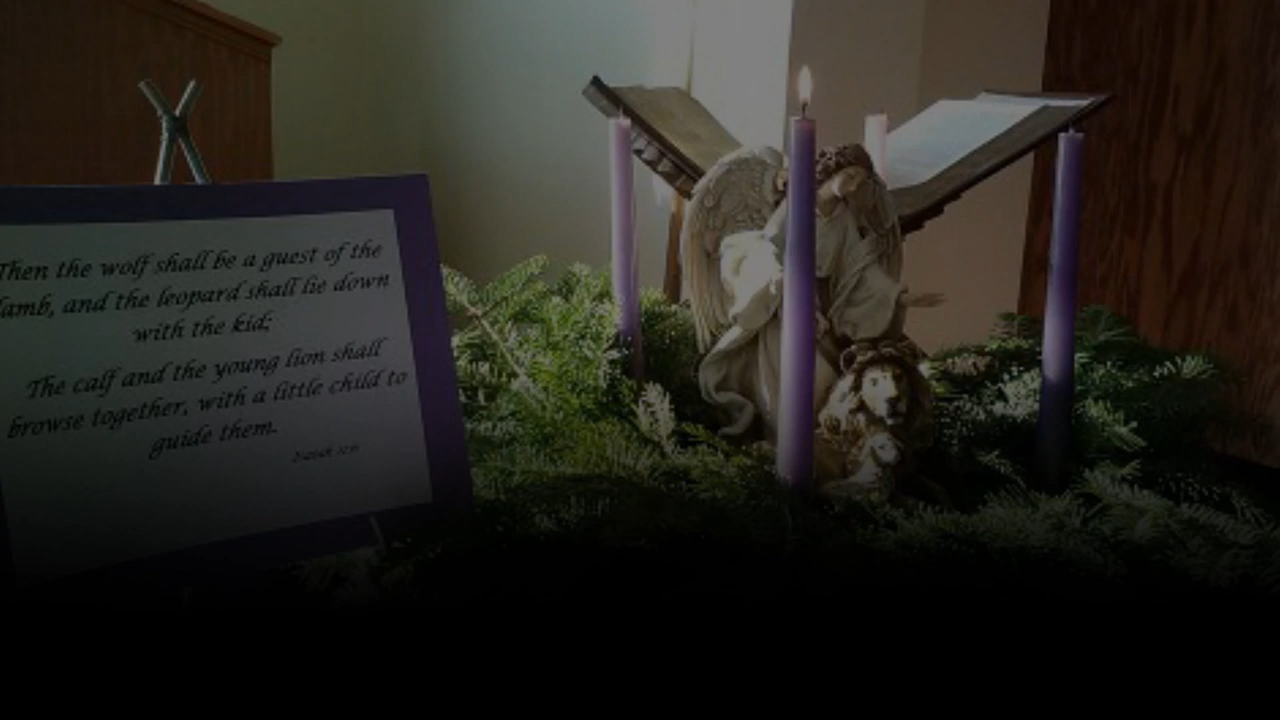 Then the wolf shall be a guest of the
lamb, and the leopard shall lie down
with the kid;
The calf and the young lion shall
browse together, with a little child to
guide them.
Isaiah